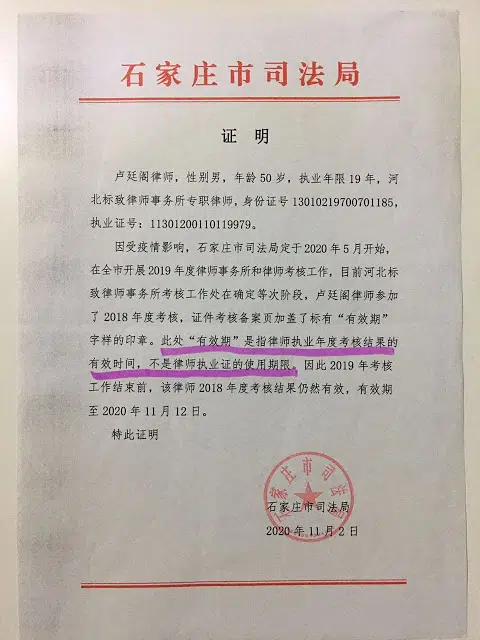 石家庄市司法局
证 明
卢廷阁律师，性别男，年龄50岁，执业年限19年，河
北标致律师事务所专职律师，身份证号13010219700701185，
执业证号：11301200110119979。
因受疫情影响，石家庄市司法局定于2020年5月开始，
在全市开展2019年度律师事务所和律师考核工作，目前河北标
致律师事务所考核工作处在确定等次阶段，卢廷阁律师参加
了2018年度考核，证件考核备案页加盖了标有“有效期”
字样的印章。此处“有效期”是指律师执业年度考核结果的
有效时间，不是律师执业证的使用期限。因此2019年考核
工作结束前，该律师2018年度考核结果仍然有效，有效期
至2020年11月12日。
特此证明
石家庄市司法局
石家庄市司法局
2020年11月2日